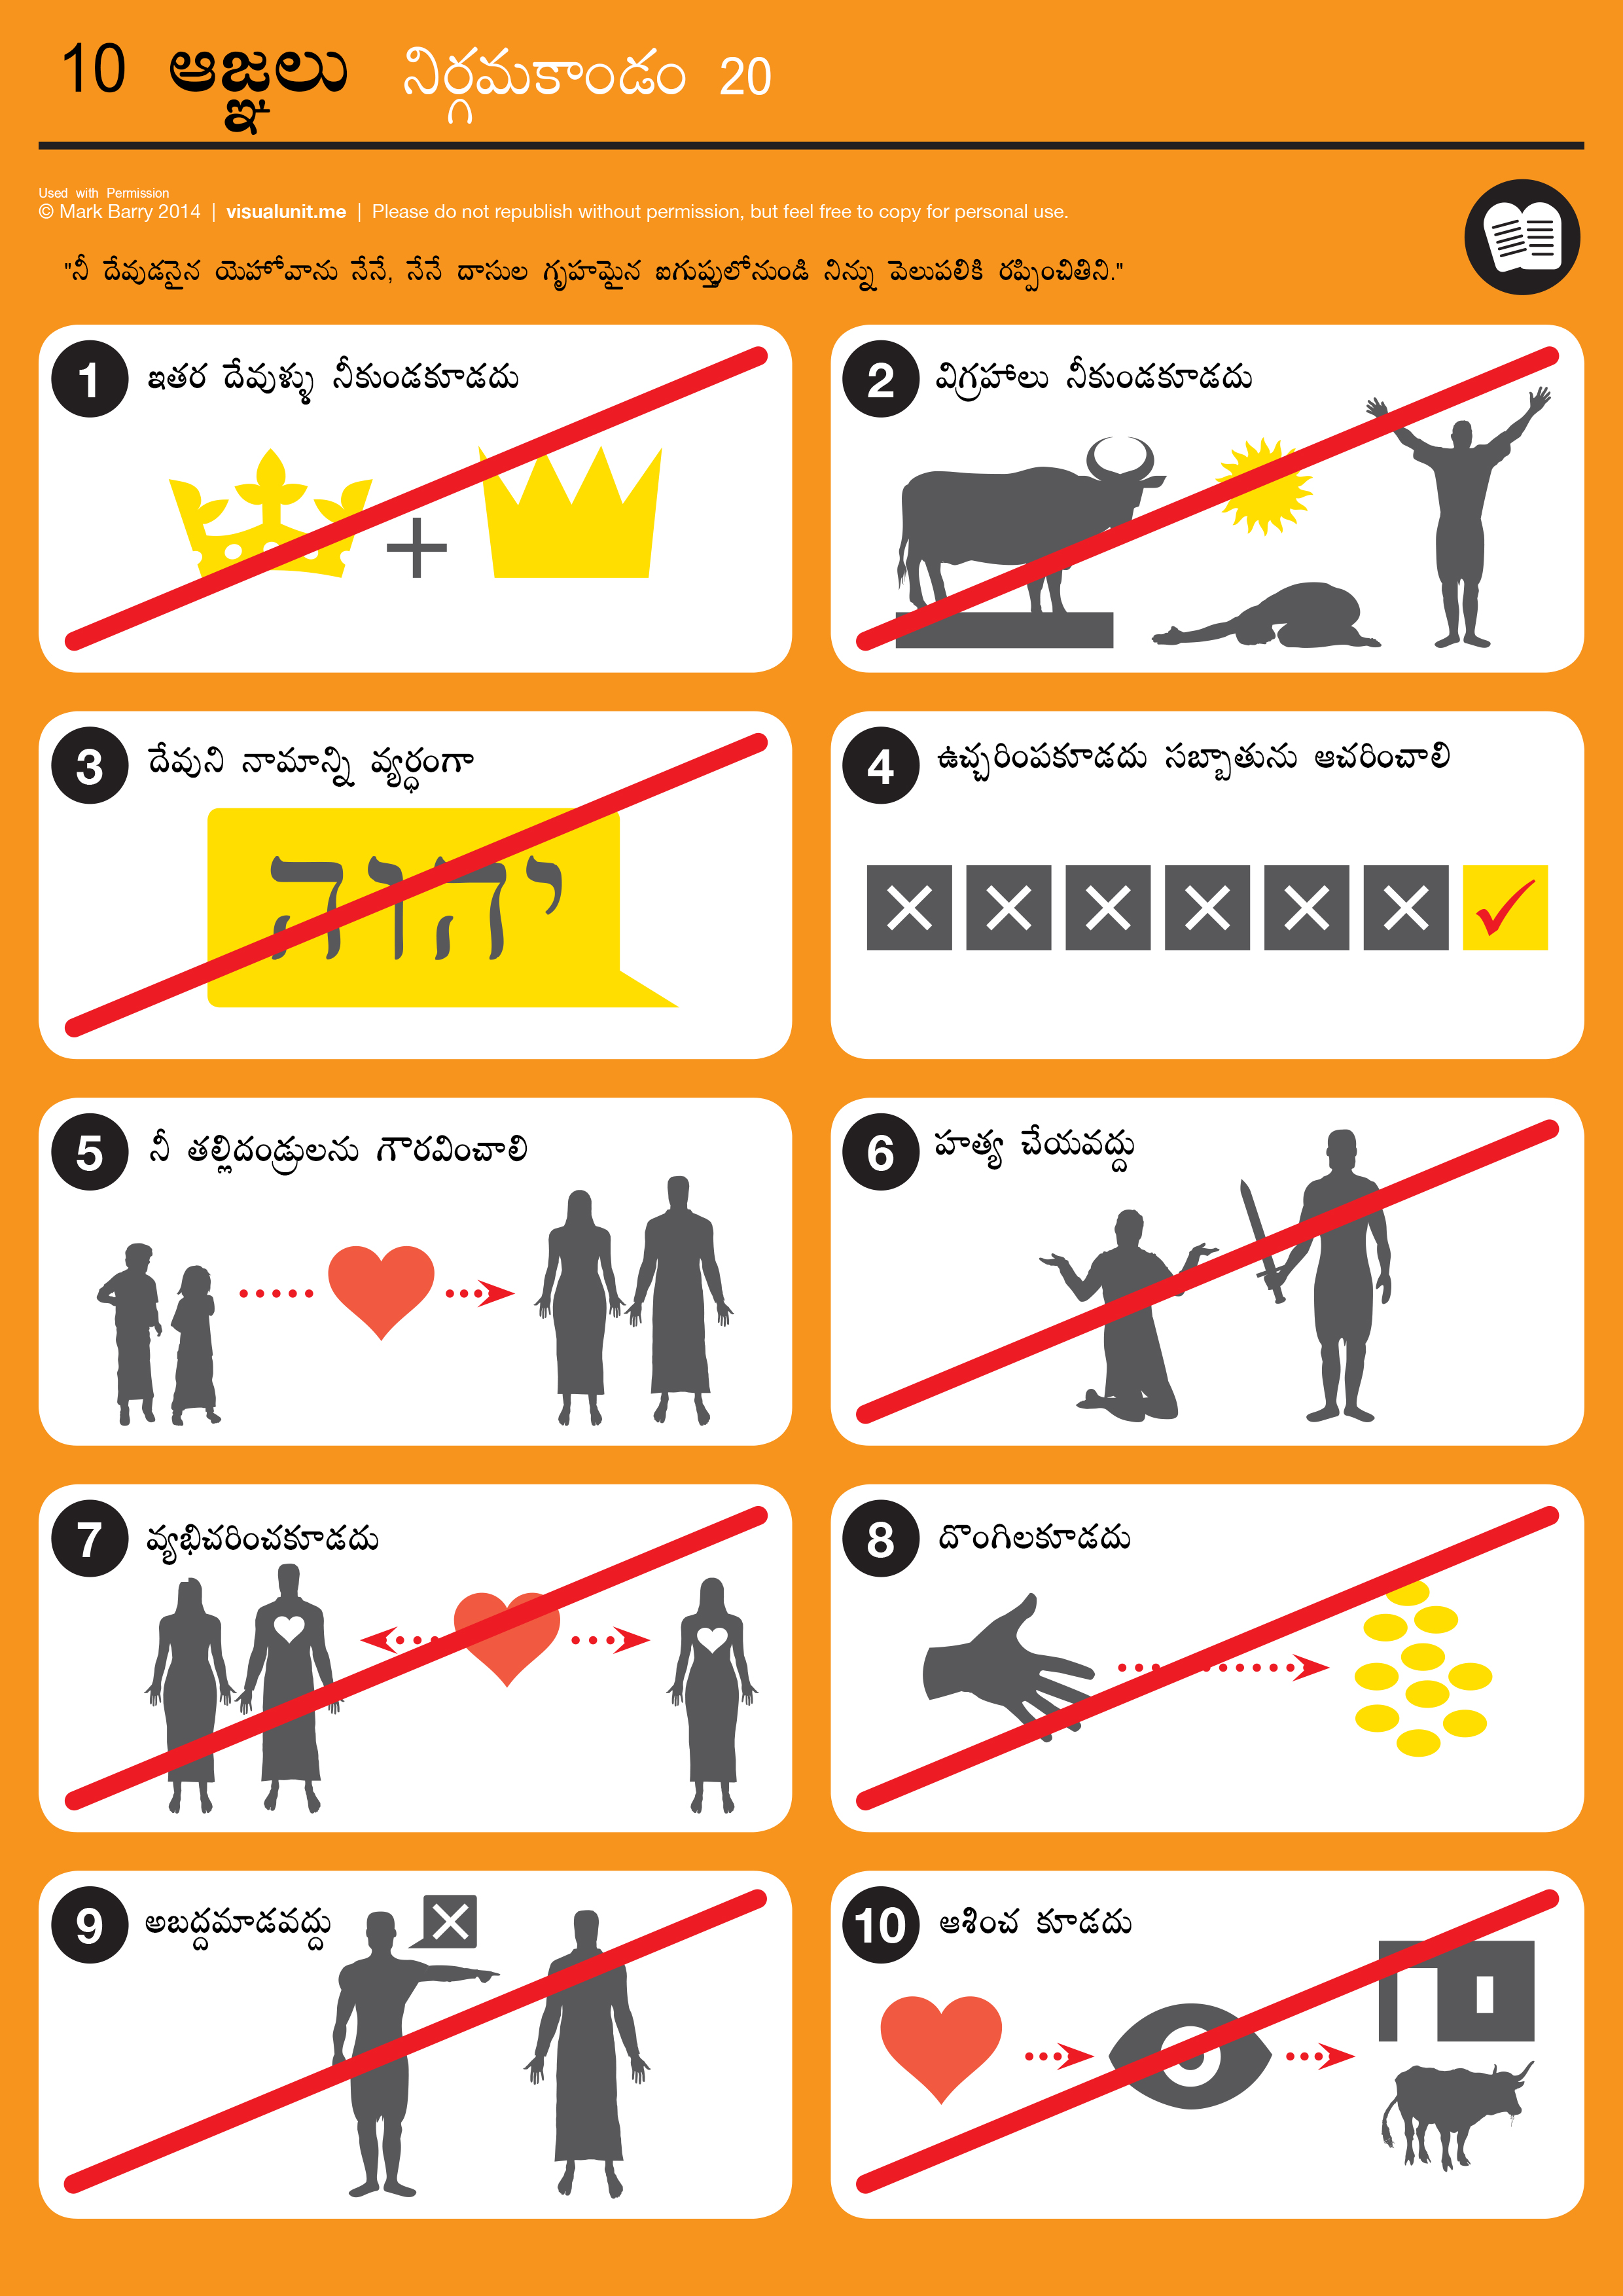 10 ఆజ్ఞలు నిర్గమకాండం 20
Used with Permission
© Mark Barry 2014 | visualunit.me | Please do not republish without permission, but feel free to copy for personal use.
"నీ దేవుడనైన యెహోవాను నేనే, నేనే దాసుల గృహమైన ఐగుప్తులోనుండి నిన్ను వెలుపలికి రప్పించితిని."
1 ఇతర దేవుళ్ళు నీకుండకూడదు
2 విగ్రహాలు నీకుండకూడదు
3 దేవుని నామాన్ని వ్యర్థంగా
יהוה
4 ఉచ్చరింపకూడదు సబ్బాతును ఆచరించాలి
5 నీ తల్లిదండ్రులను గౌరవించాలి
6 హత్య చేయవద్దు
7 వ్యభిచరించకూడదు
8 దొంగిలకూడదు
9 అబద్దమాడవద్దు
10 ఆశించ కూడదు